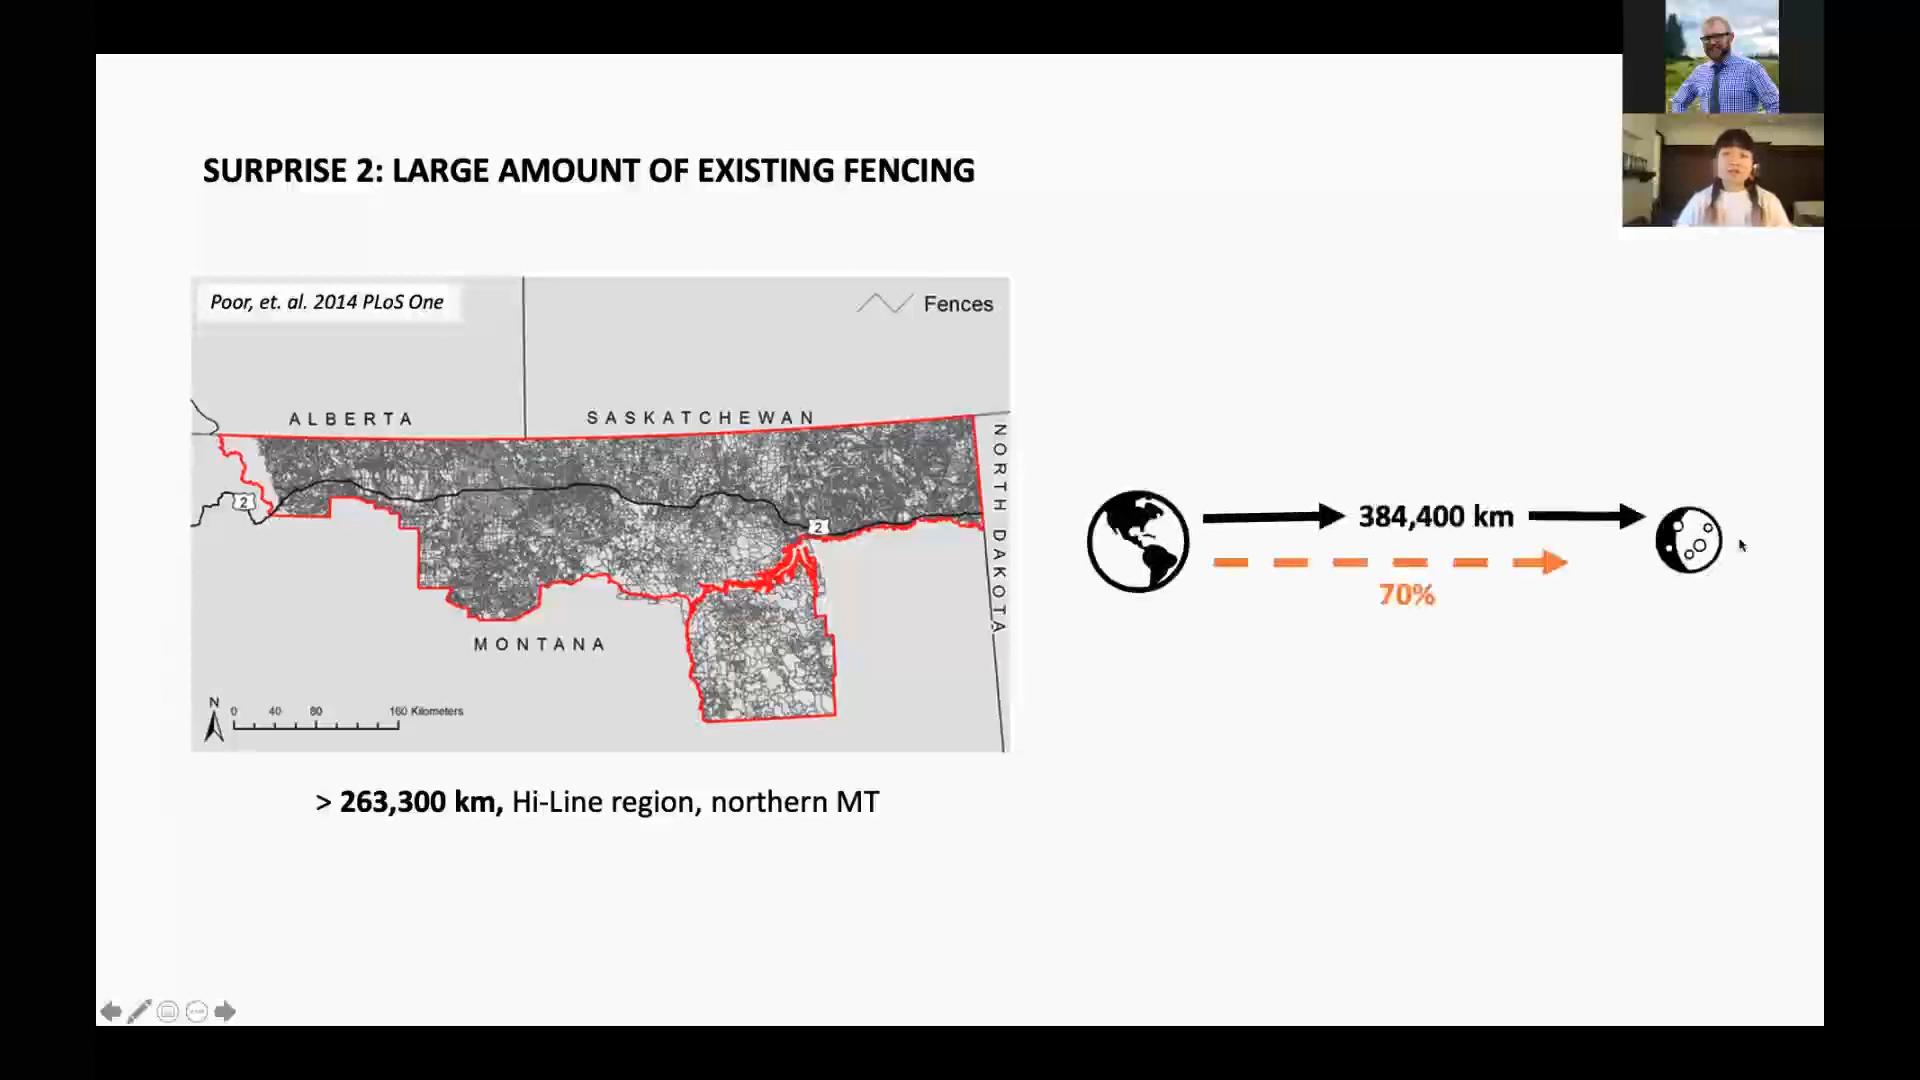 SURPRISE 2: LARGE AMOUNT OF EXISTING FENCING
Poor, et. al. 2014 PLoS One
Fences
ALBERTA
SASKATCHEWAN
NORTH DAKOTA
2
2
MONTANA
N
0 40 80 160 Kilometers
> 263,300 km, Hi-Line region, northern MT
384,400 km
70%